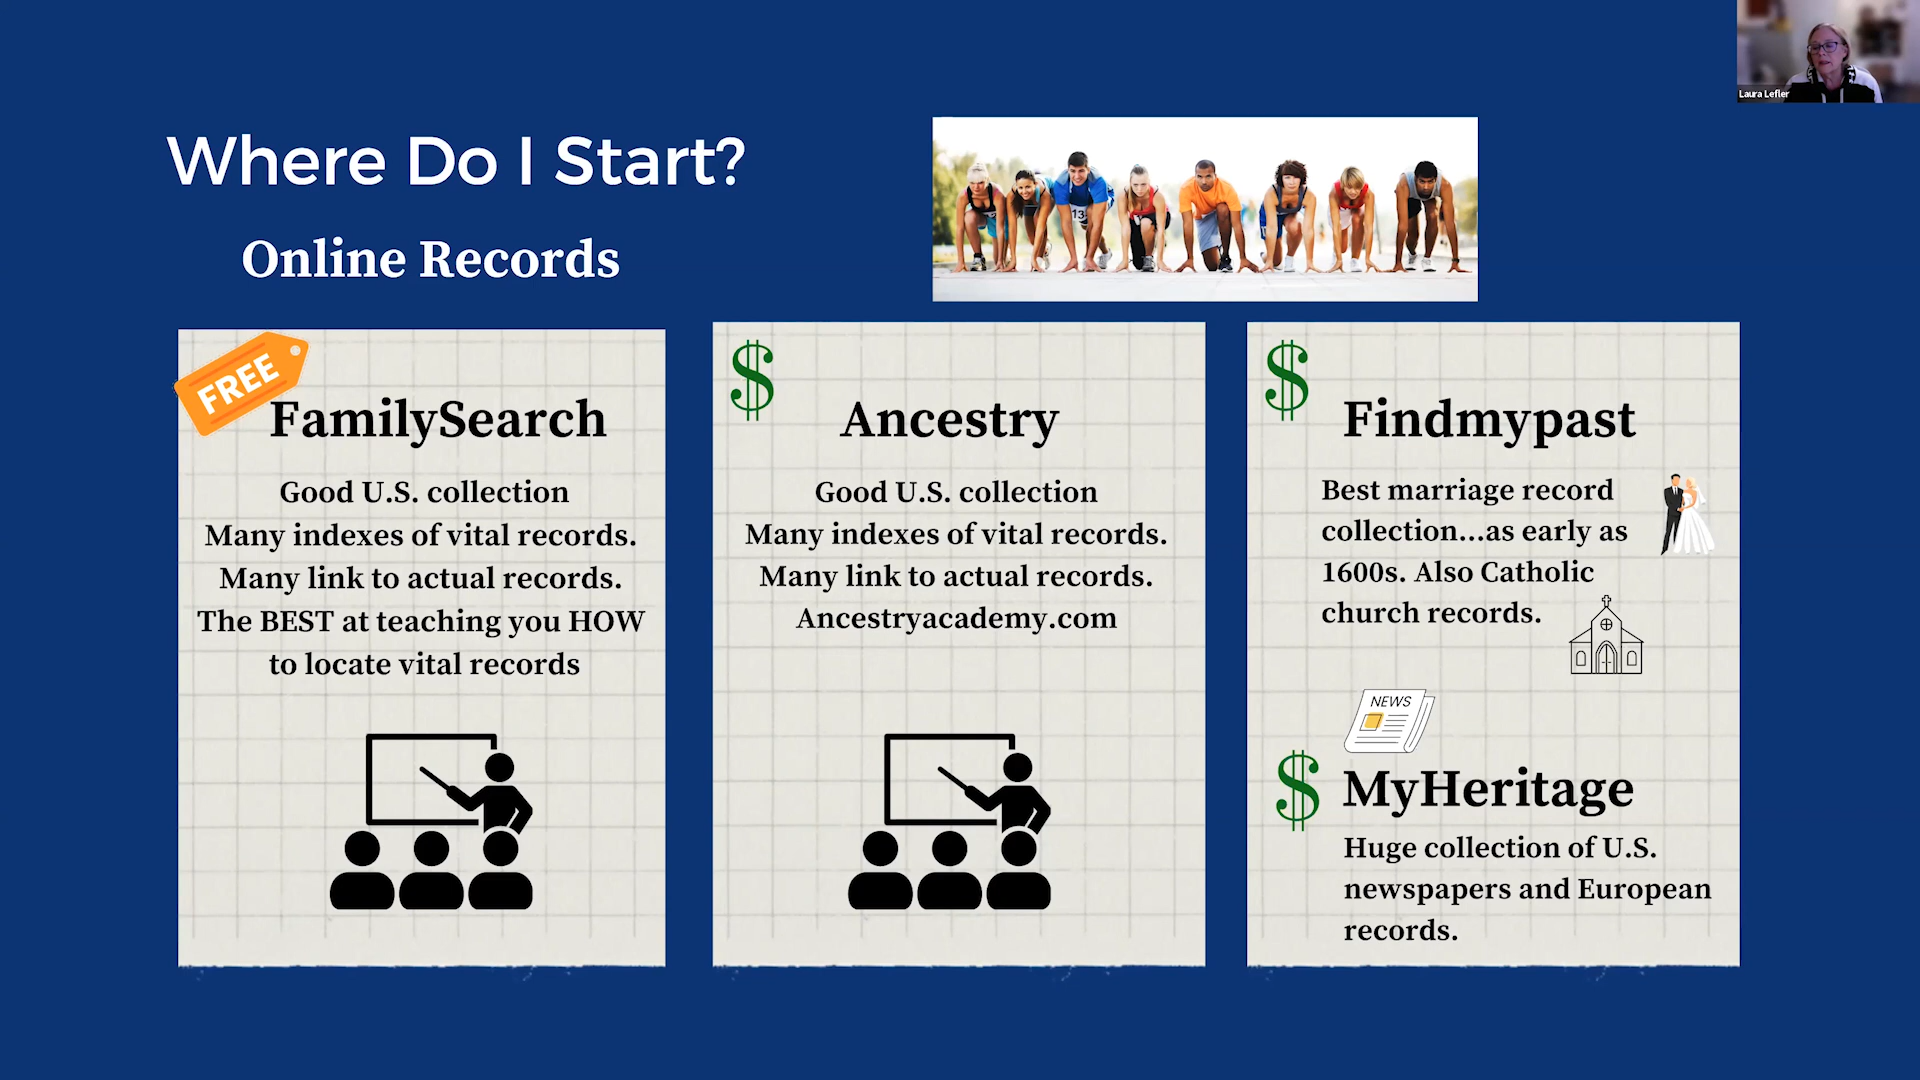 Laura Lefler
Where Do I Start?
Online Records
13
FREE
FamilySearch
Good U.S. collection
Many indexes of vital records.
Many link to actual records.
The BEST at teaching you HOW
to locate vital records
$
Ancestry
Good U.S. collection
Many indexes of vital records.
Many link to actual records.
Ancestryacademy.com
$
Findmypast
Best marriage record
collection...as early as
1600s. Also Catholic
church records.
NEWS
$
MyHeritage
Huge collection of U.S.
newspapers and European
records.